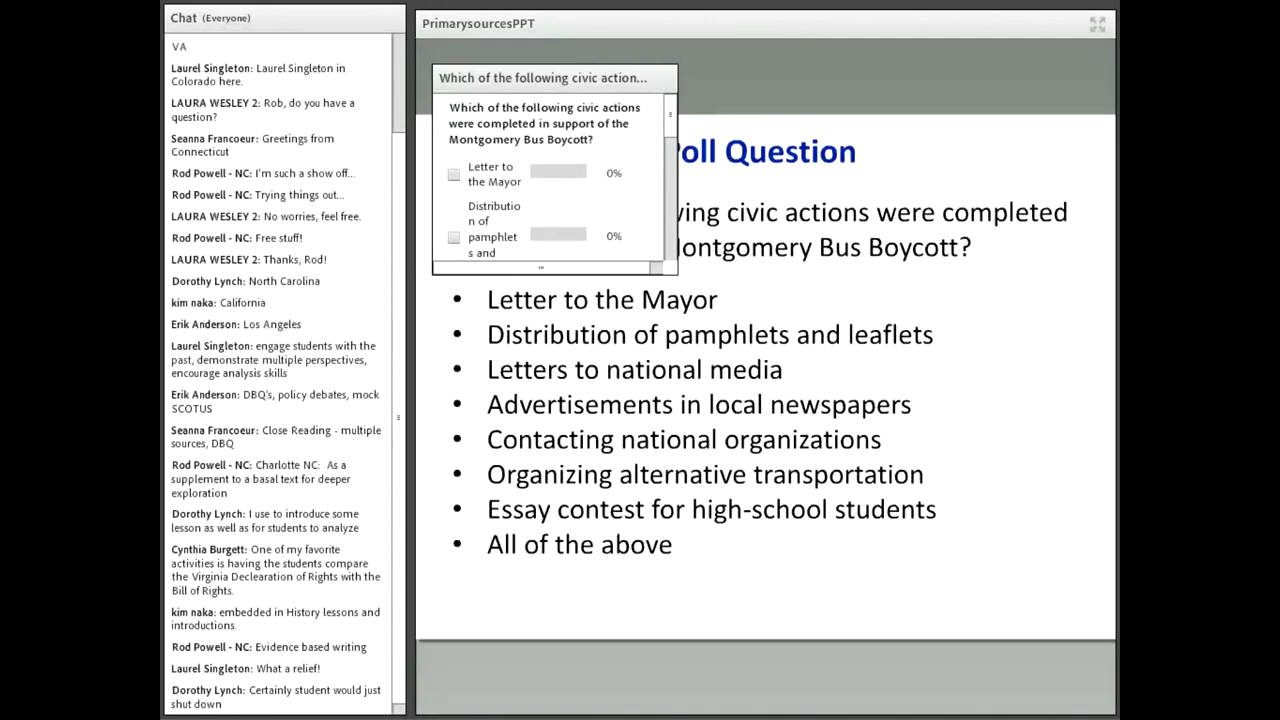 Chat (Everyone)
VA
Laurel Singleton: Laurel Singleton in
Colorado here.
LAURA WESLEY 2: Rob, do you have a
question?
Seanna Francoeur: Greetings from
Connecticut
Rod Powell - NC: I'm such a show off...
Rod Powell - NC: Trying things out...
LAURA WESLEY 2: No worries, feel free.
Rod Powell - NC: Free stuff!
LAURA WESLEY 2: Thanks, Rod!
Dorothy Lynch: North Carolina
kim naka: California
Erik Anderson: Los Angeles
Laurel Singleton: engage students with the
past, demonstrate multiple perspectives,
encourage analysis skills
Erik Anderson: DBQ's, policy debates, mock
SCOTUS
Seanna Francoeur: Close Reading - multiple
sources, DBQ
Rod Powell - NC: Charlotte NC: As a
supplement to a basal text for deeper
exploration
Dorothy Lynch: I use to introduce some
lesson as well as for students to analyze
Cynthia Burgett: One of my favorite
activities is having the students compare
the Virginia Declearation of Rights with the
Bill of Rights.
kim naka: embedded in History lessons and
introductions.
Rod Powell - NC: Evidence based writing
Laurel Singleton: What a relief!
Dorothy Lynch: Certainly student would just
shut down
PrimarysourcesPPT
Which of the following civic action...
Which of the following civic actions
were completed in support of the
Montgomery Bus Boycott?
Letter to
the Mayor
0%
Distributio
n of
pamphlet
s and
0%
oll Question
wing civic actions were completed
ontgomery Bus Boycott?
• Letter to the Mayor
• Distribution of pamphlets and leaflets
• Letters to national media
• Advertisements in local newspapers
• Contacting national organizations
• Organizing alternative transportation
• Essay contest for high-school students
• All of the above